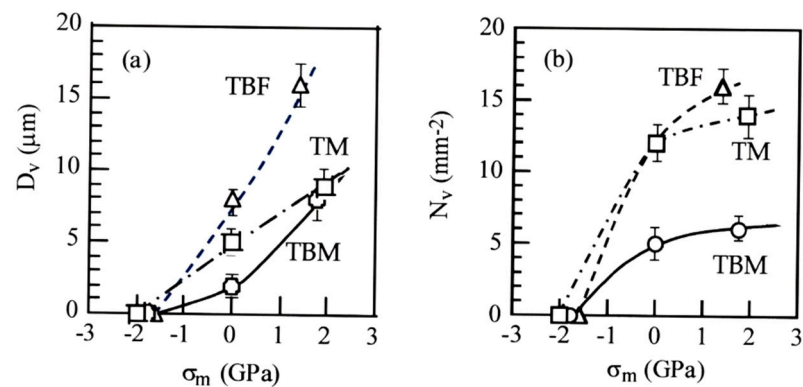 (a)
D_v (μm)
20
15
10
5
0
-3 -2 -1 0 1 2 3
σ_m (GPa)
TBF
TM
TBM
(b)
N_v (mm⁻²)
20
15
10
5
0
-3 -2 -1 0 1 2 3
σ_m (GPa)
TBF
TM
TBM